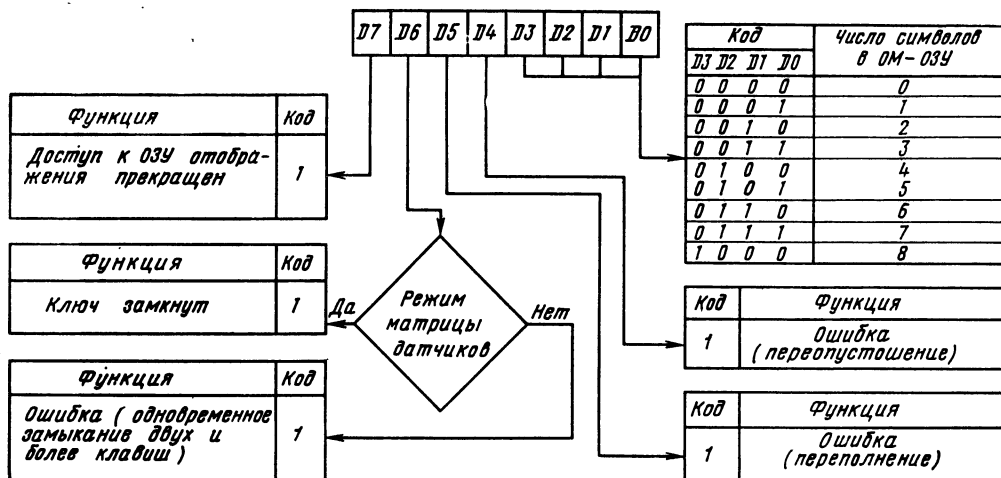 D7 D6 D5 D4 D3 D2 D1 D0
Функция Код
Доступ к ОЗУ отобра-
жения прекращен
1
Функция Код
Ключ замкнут 1
Функция Код
Ошибка ( одновременное
замыкание двух и
более клавиш )
1
Режим
матрицы
датчиков
Да
Нет
Код Число символов
в ОМ-ОЗУ
D3 D2 D1 D0
0 0 0 0 0
0 0 0 1 1
0 0 1 0 2
0 0 1 1 3
0 1 0 0 4
0 1 0 1 5
0 1 1 0 6
0 1 1 1 7
1 0 0 0 8
Код Функция
1 Ошибка
(переопустошение)
Код Функция
1 Ошибка
(переполнение)